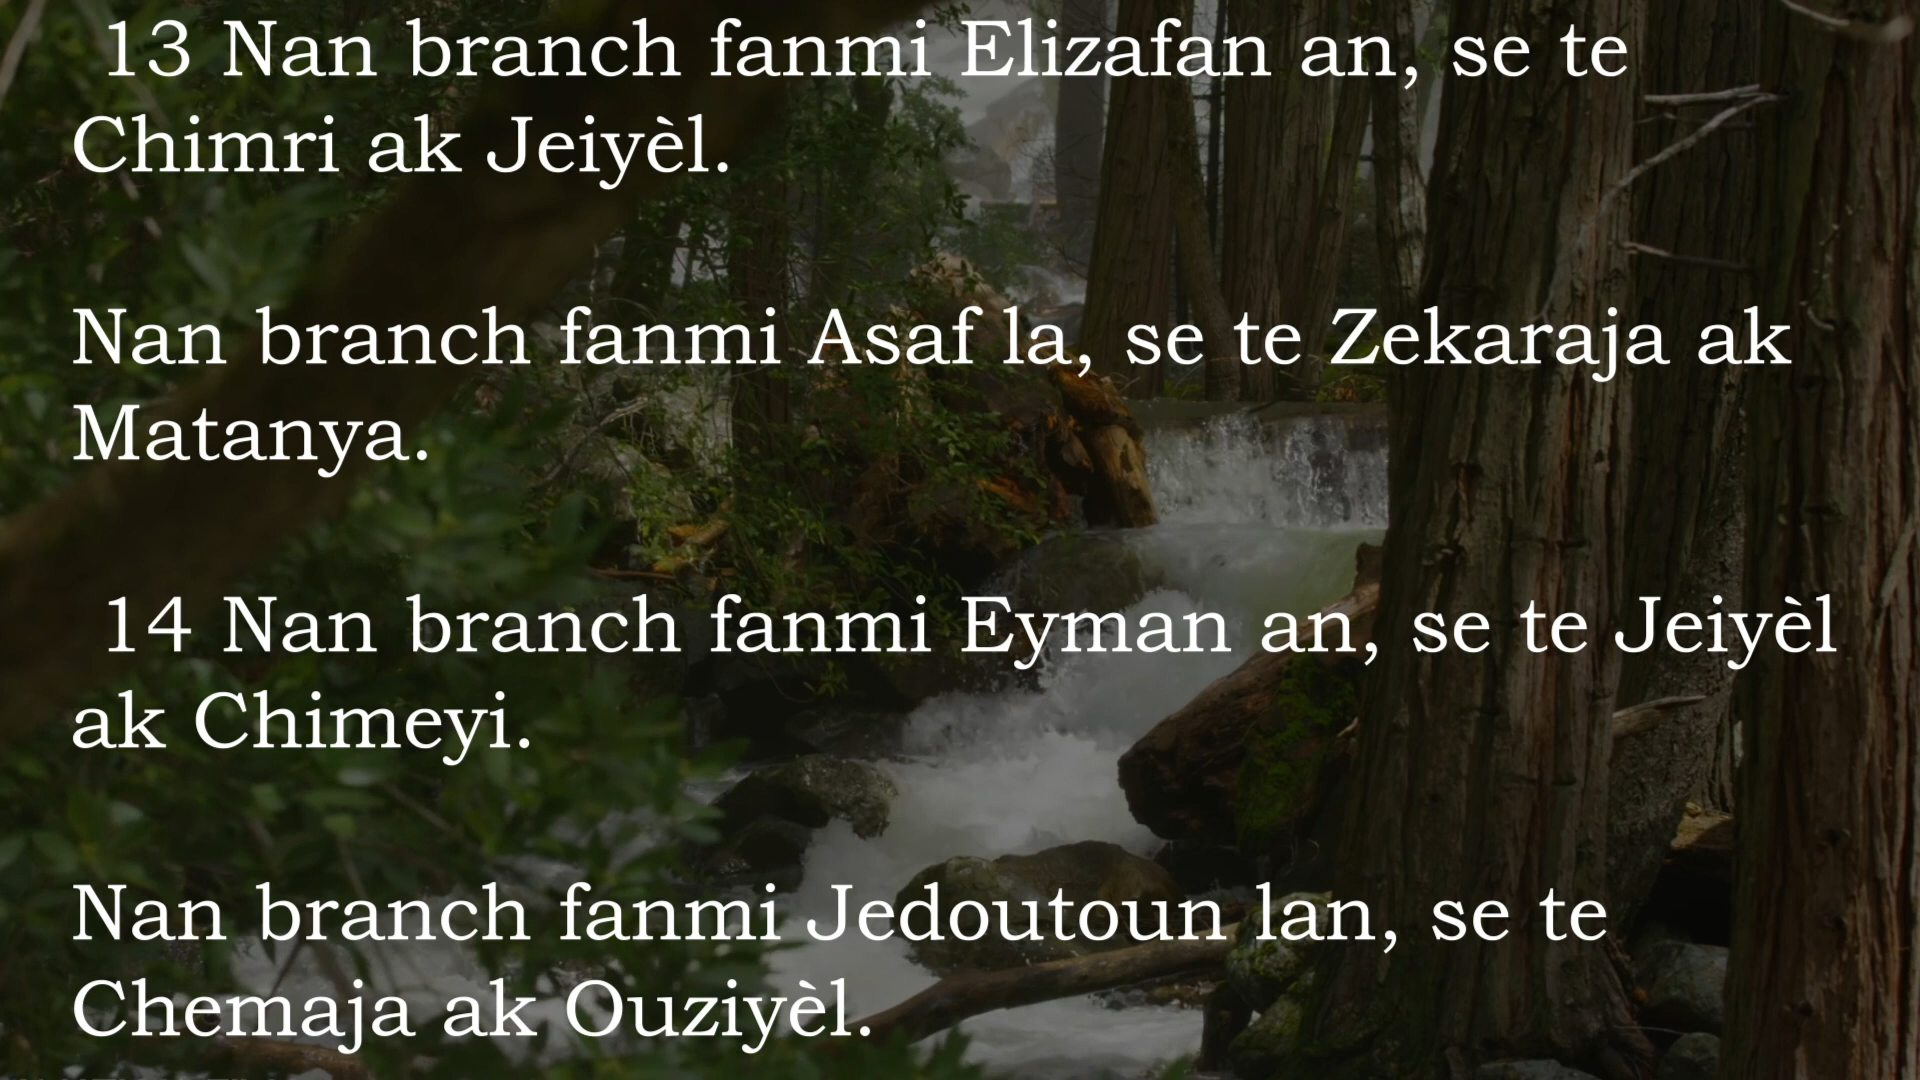 13 Nan branch fanmi Elizafan an, se te
Chimri ak Jeiyèl.
Nan branch fanmi Asaf la, se te Zekaraja ak
Matanya.
14 Nan branch fanmi Eyman an, se te Jeiyèl
ak Chimeyi.
Nan branch fanmi Jedoutoun lan, se te
Chemaja ak Ouziyèl.